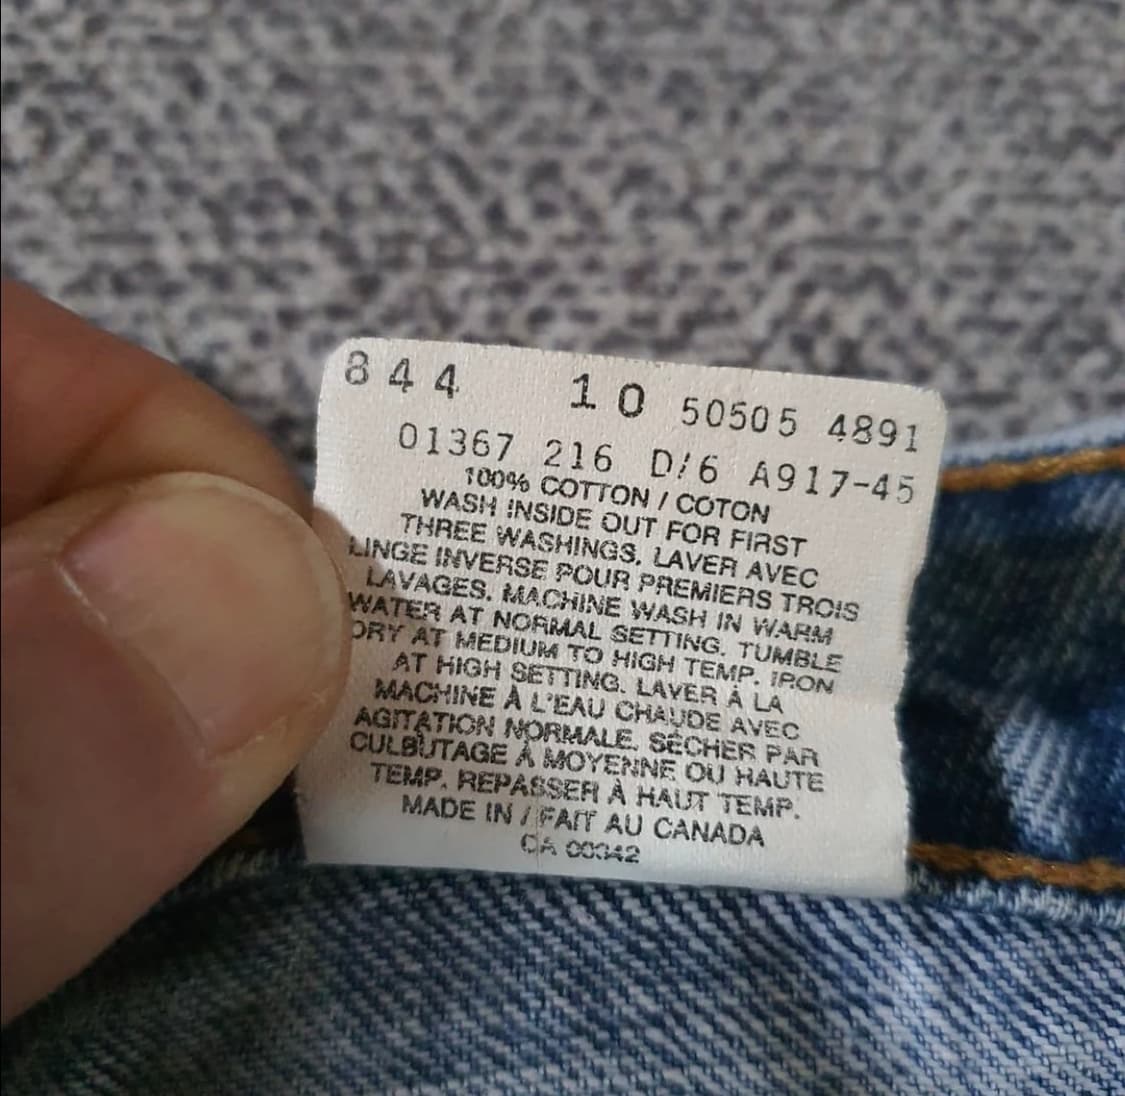 844 10 50505 4891
01367 216 D/6 A917-45
100% COTTON / COTON
WASH INSIDE OUT FOR FIRST
THREE WASHINGS. LAVER AVEC
LINGE INVERSE POUR PREMIERS TROIS
LAVAGES. MACHINE WASH IN WARM
WATER AT NORMAL SETTING. TUMBLE
DRY AT MEDIUM TO HIGH TEMP. IRON
AT HIGH SETTING. LAVER À LA
MACHINE À L'EAU CHAUDE AVEC
AGITATION NORMALE. SÉCHER PAR
CULBUTAGE À MOYENNE OU HAUTE
TEMP. REPASSER À HAUT TEMP.
MADE IN / FAIT AU CANADA
CA 00342